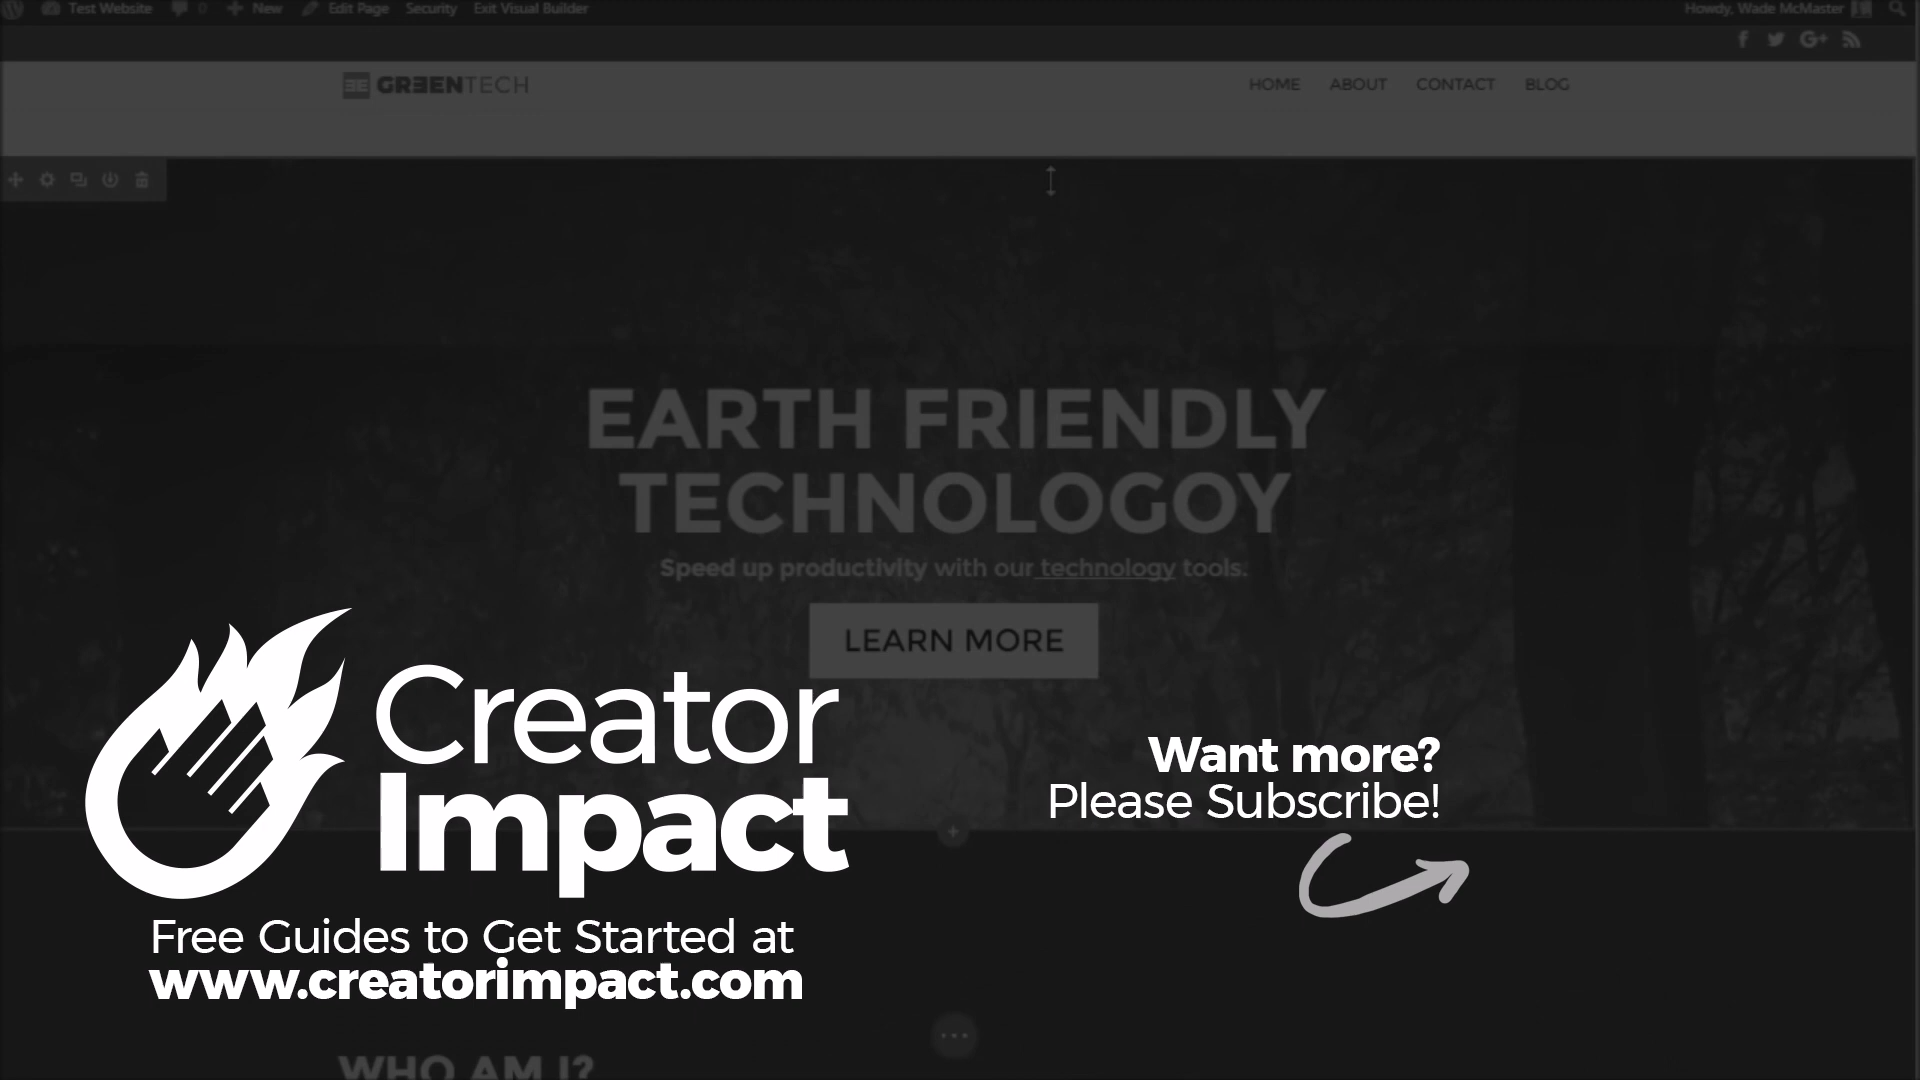 Test Website 0 New Edit Page Security Exit Visual Builder Howdy, Wade McMaster
GREENTECH HOME ABOUT CONTACT BLOG
EARTH FRIENDLY
TECHNOLOGOY
Speed up productivity with our technology tools.
LEARN MORE
Creator
Impact
Want more?
Please Subscribe!
Free Guides to Get Started at
www.creatorimpact.com
WHO AM I?